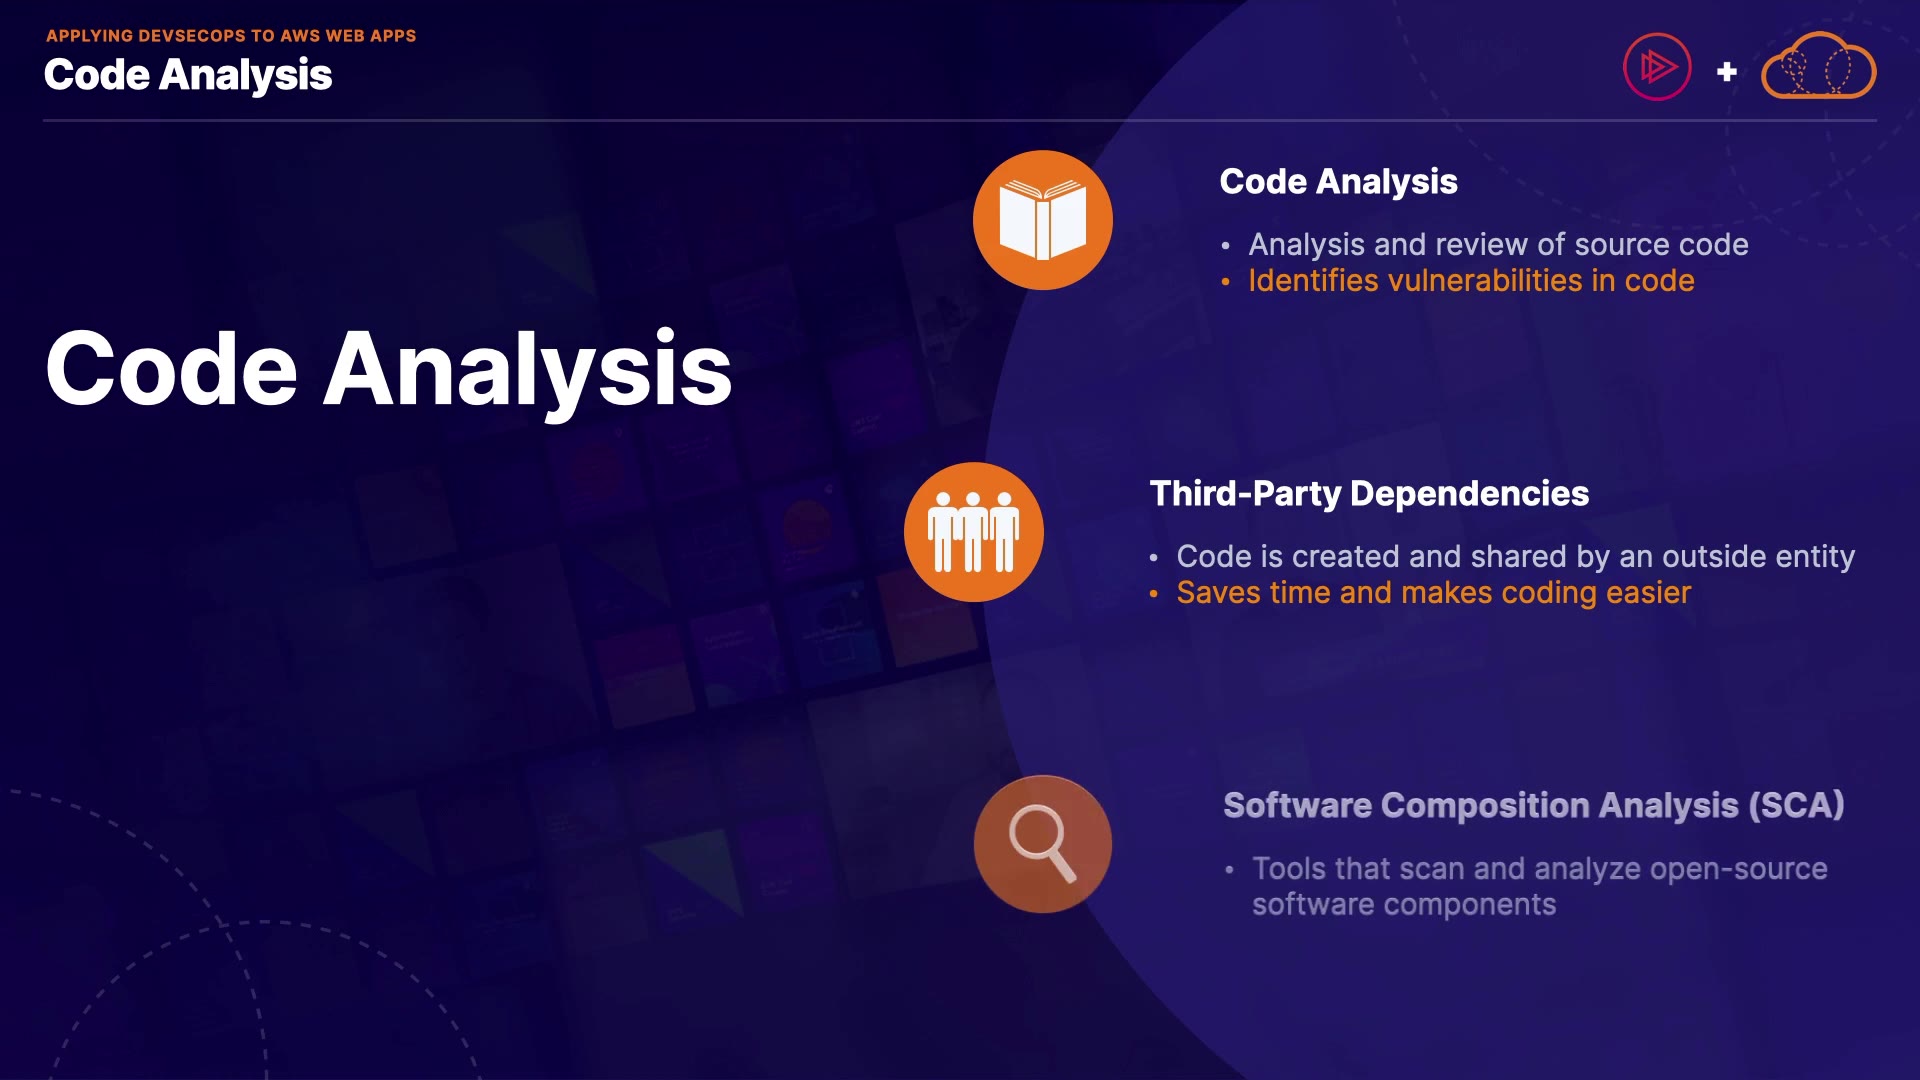 APPLYING DEVSECOPS TO AWS WEB APPS
Code Analysis
Code Analysis
Code Analysis
• Analysis and review of source code
• Identifies vulnerabilities in code
Third-Party Dependencies
• Code is created and shared by an outside entity
• Saves time and makes coding easier
Software Composition Analysis (SCA)
• Tools that scan and analyze open-source
software components